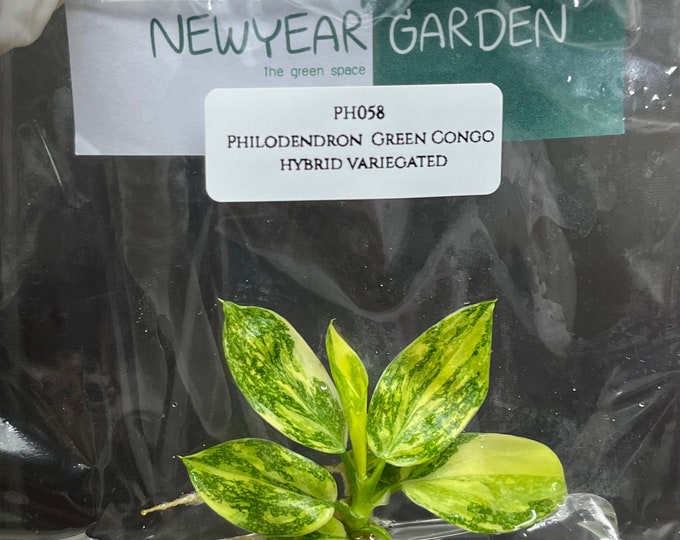 NEWYEAR GARDEN
The green space
PH058
PHILODENDRON GREEN CONGO
HYBRID VARIEGATED